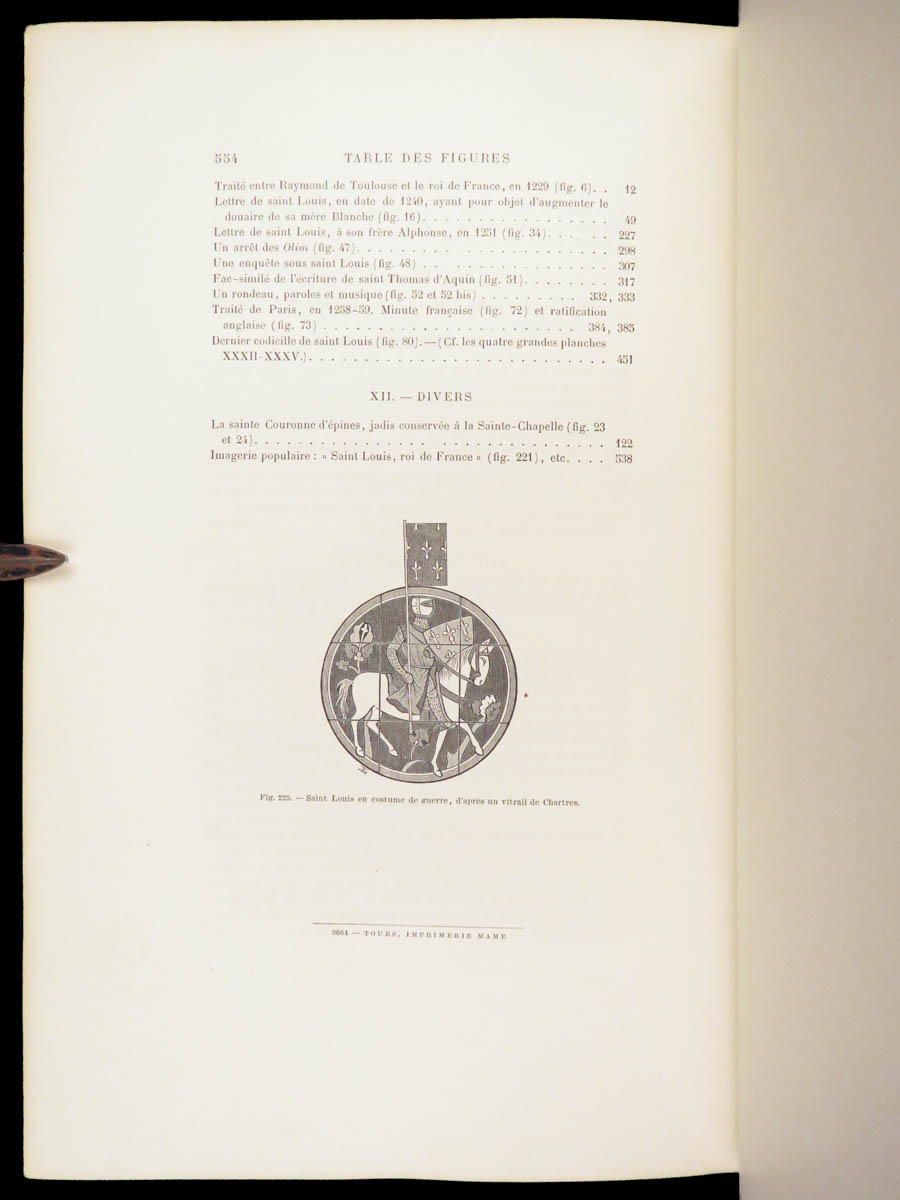 554 TABLE DES FIGURES
Traité entre Raymond de Toulouse et le roi de France, en 1229 (fig. 6). . 12
Lettre de saint Louis, en date de 1240, ayant pour objet d'augmenter le
douaire de sa mère Blanche (fig. 16). . . . . . . . . . . . . . . . . . 49
Lettre de saint Louis, à son frère Alphonse, en 1251 (fig. 34). . . . . . 227
Un arrêt des Olim (fig. 47). . . . . . . . . . . . . . . . . . . . . . . . 298
Une enquête sous saint Louis (fig. 48) . . . . . . . . . . . . . . . . . 307
Fac-similé de l'écriture de saint Thomas d'Aquin (fig. 51). . . . . . . . 317
Un rondeau, paroles et musique (fig. 52 et 52 bis) . . . . . . . . . 332, 333
Traité de Paris, en 1258-59. Minute française (fig. 72) et ratification
anglaise (fig. 73) . . . . . . . . . . . . . . . . . . . . . . . . 384, 385
Dernier codicille de saint Louis (fig. 80). — (Cf. les quatre grandes planches
XXXII-XXXV.). . . . . . . . . . . . . . . . . . . . . . . . . . . . 451
XII. — DIVERS
La sainte Couronne d'épines, jadis conservée à la Sainte-Chapelle (fig. 23
et 24). . . . . . . . . . . . . . . . . . . . . . . . . . . . . . . . 122
Imagerie populaire : « Saint Louis, roi de France » (fig. 221), etc. . . . 538
Fig. 225. — Saint Louis en costume de guerre, d'après un vitrail de Chartres.
9664 — TOURS, IMPRIMERIE MAME